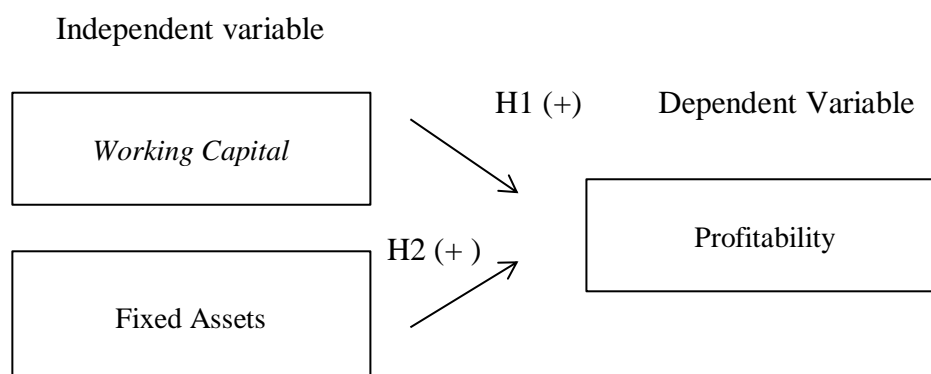 Independent variable
H1 (+)
Dependent Variable
Working Capital
Profitability
H2 (+ )
Fixed Assets